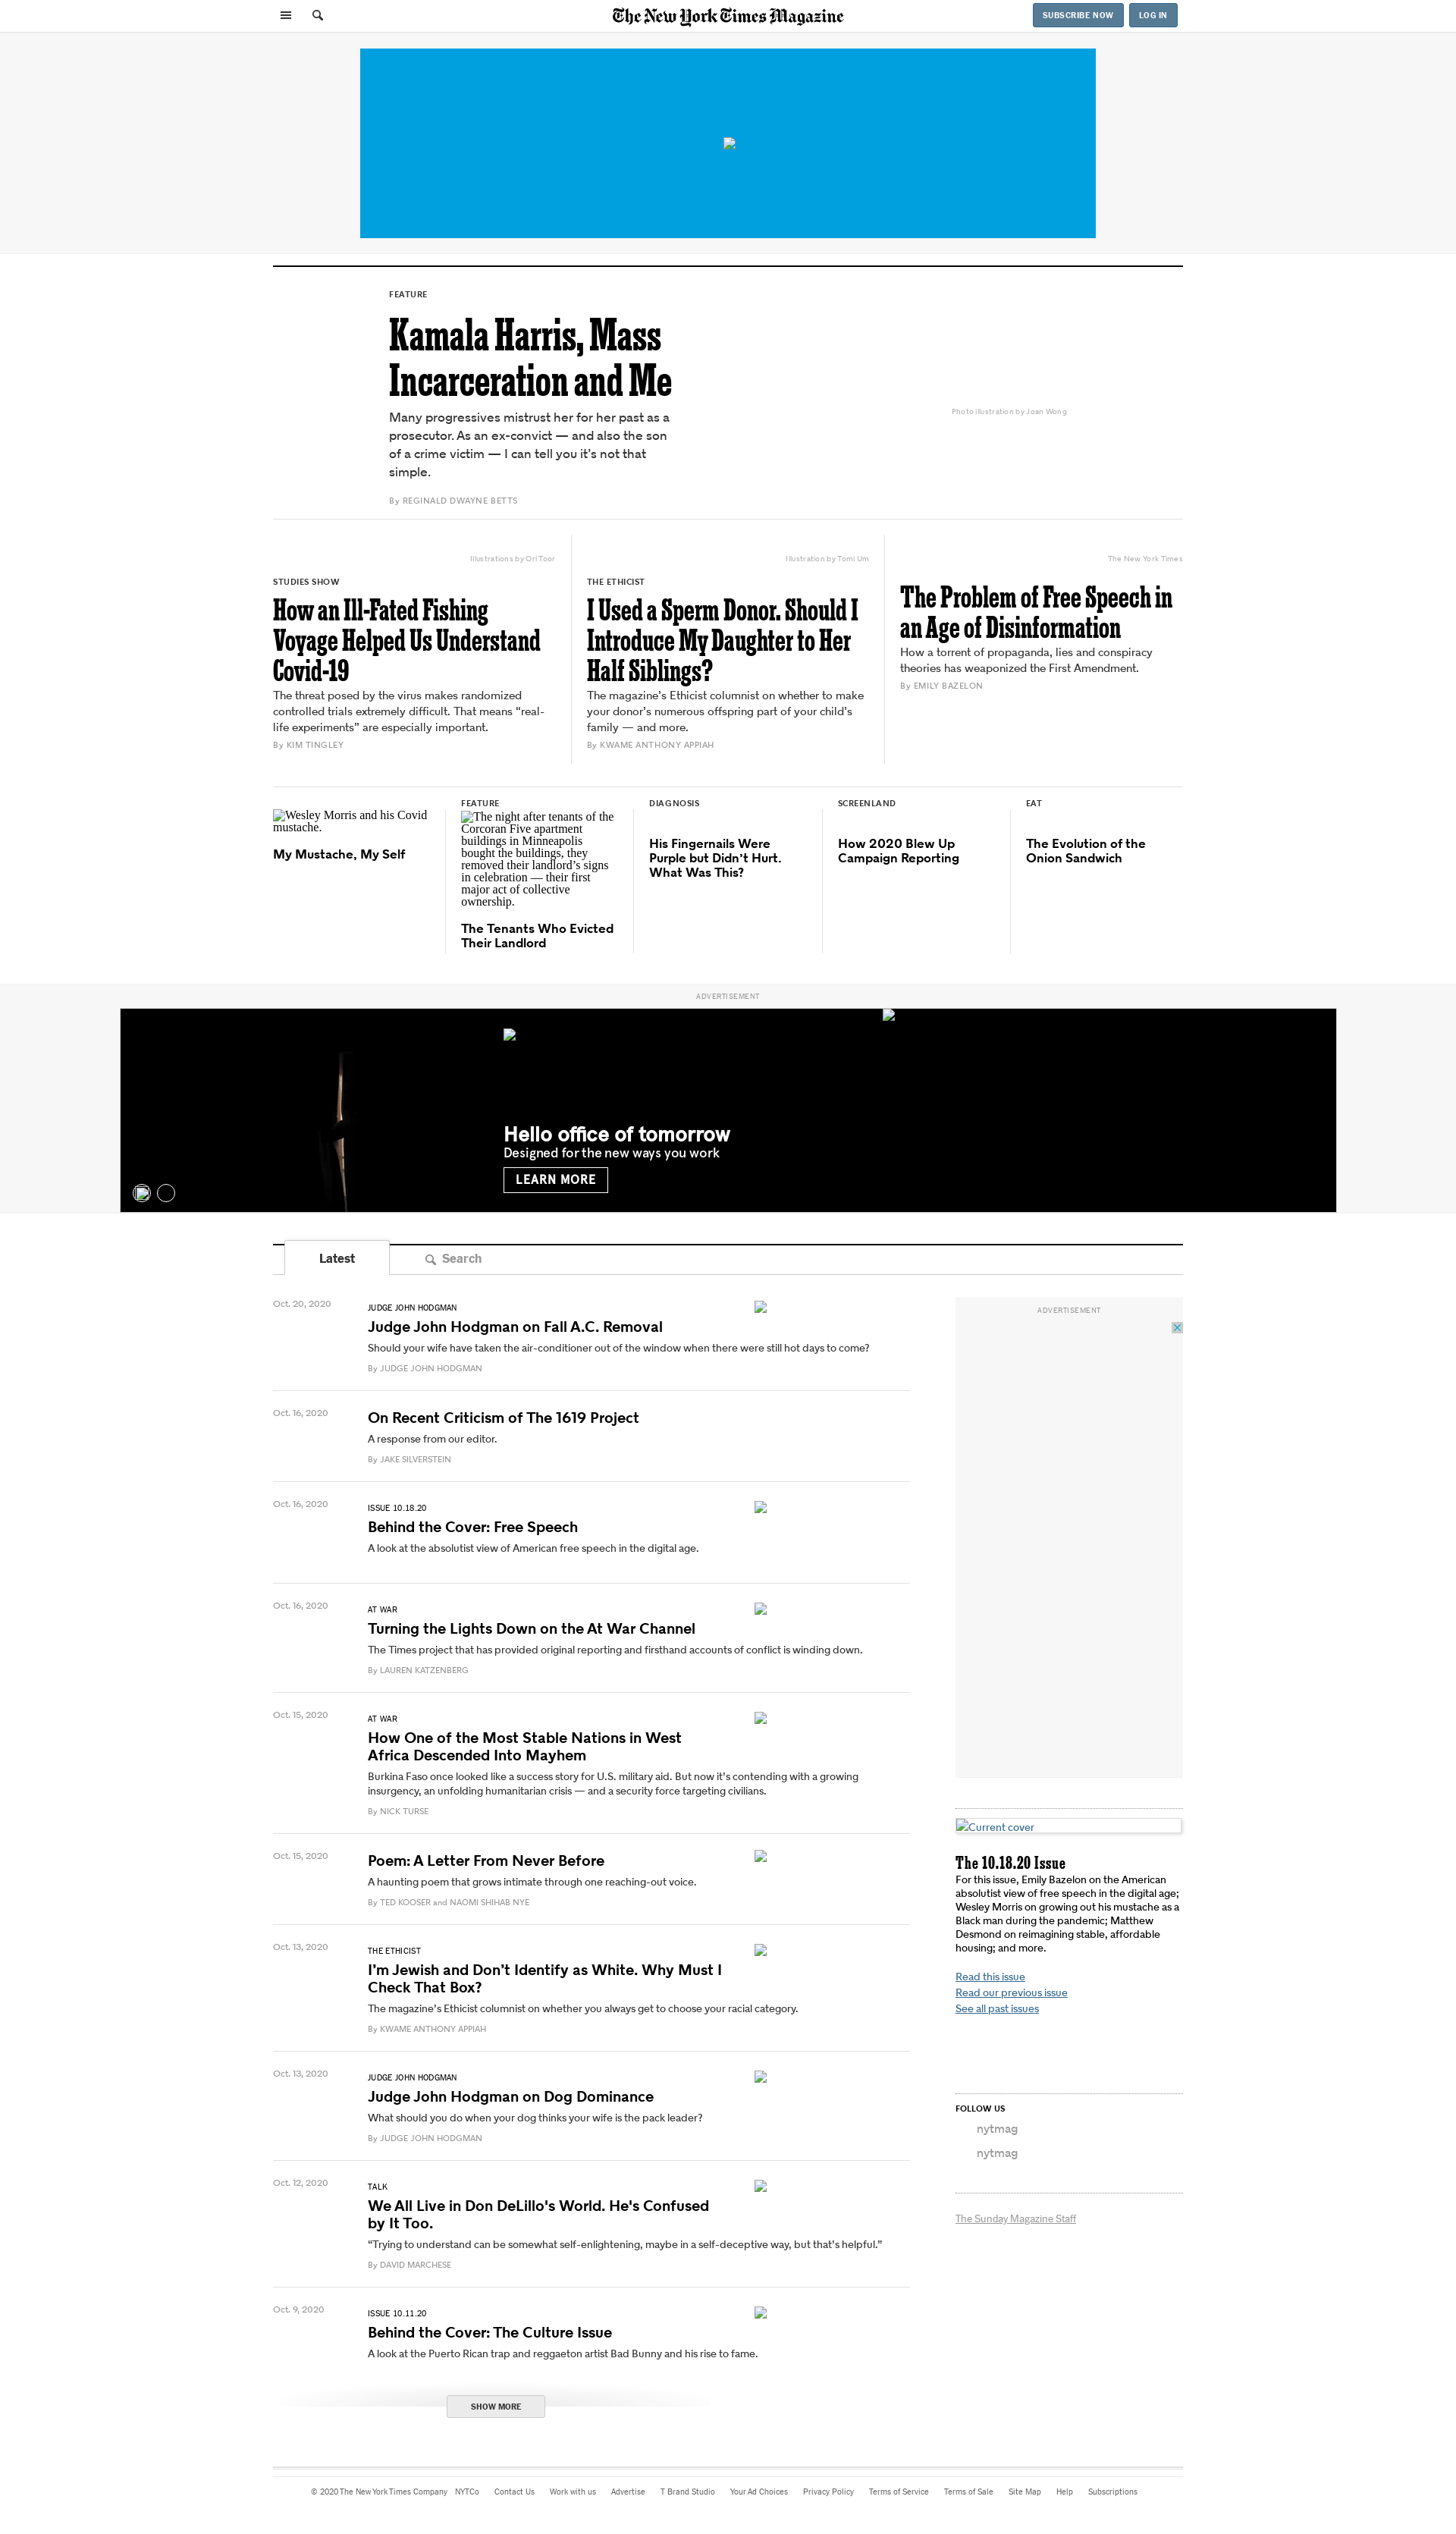 The New York Times Magazine
SUBSCRIBE NOW
LOG IN
FEATURE
Kamala Harris, Mass
Incarceration and Me
Many progressives mistrust her for her past as a
prosecutor. As an ex-convict — and also the son
of a crime victim — I can tell you it’s not that
simple.
By REGINALD DWAYNE BETTS
Photo illustration by Joan Wong
Illustrations by Ori Toor
STUDIES SHOW
How an Ill-Fated Fishing
Voyage Helped Us Understand
Covid-19
The threat posed by the virus makes randomized
controlled trials extremely difficult. That means “real-
life experiments” are especially important.
By KIM TINGLEY
Illustration by Tomi Um
THE ETHICIST
I Used a Sperm Donor. Should I
Introduce My Daughter to Her
Half Siblings?
The magazine’s Ethicist columnist on whether to make
your donor’s numerous offspring part of your child’s
family — and more.
By KWAME ANTHONY APPIAH
The New York Times
The Problem of Free Speech in
an Age of Disinformation
How a torrent of propaganda, lies and conspiracy
theories has weaponized the First Amendment.
By EMILY BAZELON
Wesley Morris and his Covid
mustache.
My Mustache, My Self
FEATURE
The night after tenants of the
Corcoran Five apartment
buildings in Minneapolis
bought the buildings, they
removed their landlord’s signs
in celebration — their first
major act of collective
ownership.
The Tenants Who Evicted
Their Landlord
DIAGNOSIS
His Fingernails Were
Purple but Didn’t Hurt.
What Was This?
SCREENLAND
How 2020 Blew Up
Campaign Reporting
EAT
The Evolution of the
Onion Sandwich
ADVERTISEMENT
Hello office of tomorrow
Designed for the new ways you work
LEARN MORE
Latest
Search
Oct. 20, 2020
JUDGE JOHN HODGMAN
Judge John Hodgman on Fall A.C. Removal
Should your wife have taken the air-conditioner out of the window when there were still hot days to come?
By JUDGE JOHN HODGMAN
Oct. 16, 2020
On Recent Criticism of The 1619 Project
A response from our editor.
By JAKE SILVERSTEIN
Oct. 16, 2020
ISSUE 10.18.20
Behind the Cover: Free Speech
A look at the absolutist view of American free speech in the digital age.
Oct. 16, 2020
AT WAR
Turning the Lights Down on the At War Channel
The Times project that has provided original reporting and firsthand accounts of conflict is winding down.
By LAUREN KATZENBERG
Oct. 15, 2020
AT WAR
How One of the Most Stable Nations in West
Africa Descended Into Mayhem
Burkina Faso once looked like a success story for U.S. military aid. But now it’s contending with a growing
insurgency, an unfolding humanitarian crisis — and a security force targeting civilians.
By NICK TURSE
Oct. 15, 2020
Poem: A Letter From Never Before
A haunting poem that grows intimate through one reaching-out voice.
By TED KOOSER and NAOMI SHIHAB NYE
Oct. 13, 2020
THE ETHICIST
I’m Jewish and Don’t Identify as White. Why Must I
Check That Box?
The magazine’s Ethicist columnist on whether you always get to choose your racial category.
By KWAME ANTHONY APPIAH
Oct. 13, 2020
JUDGE JOHN HODGMAN
Judge John Hodgman on Dog Dominance
What should you do when your dog thinks your wife is the pack leader?
By JUDGE JOHN HODGMAN
Oct. 12, 2020
TALK
We All Live in Don DeLillo's World. He's Confused
by It Too.
“Trying to understand can be somewhat self-enlightening, maybe in a self-deceptive way, but that’s helpful.”
By DAVID MARCHESE
Oct. 9, 2020
ISSUE 10.11.20
Behind the Cover: The Culture Issue
A look at the Puerto Rican trap and reggaeton artist Bad Bunny and his rise to fame.
SHOW MORE
ADVERTISEMENT
Current cover
The 10.18.20 Issue
For this issue, Emily Bazelon on the American
absolutist view of free speech in the digital age;
Wesley Morris on growing out his mustache as a
Black man during the pandemic; Matthew
Desmond on reimagining stable, affordable
housing; and more.
Read this issue
Read our previous issue
See all past issues
FOLLOW US
nytmag
nytmag
The Sunday Magazine Staff
© 2020 The New York Times Company NYTCo Contact Us Work with us Advertise T Brand Studio Your Ad Choices Privacy Policy Terms of Service Terms of Sale Site Map Help Subscriptions